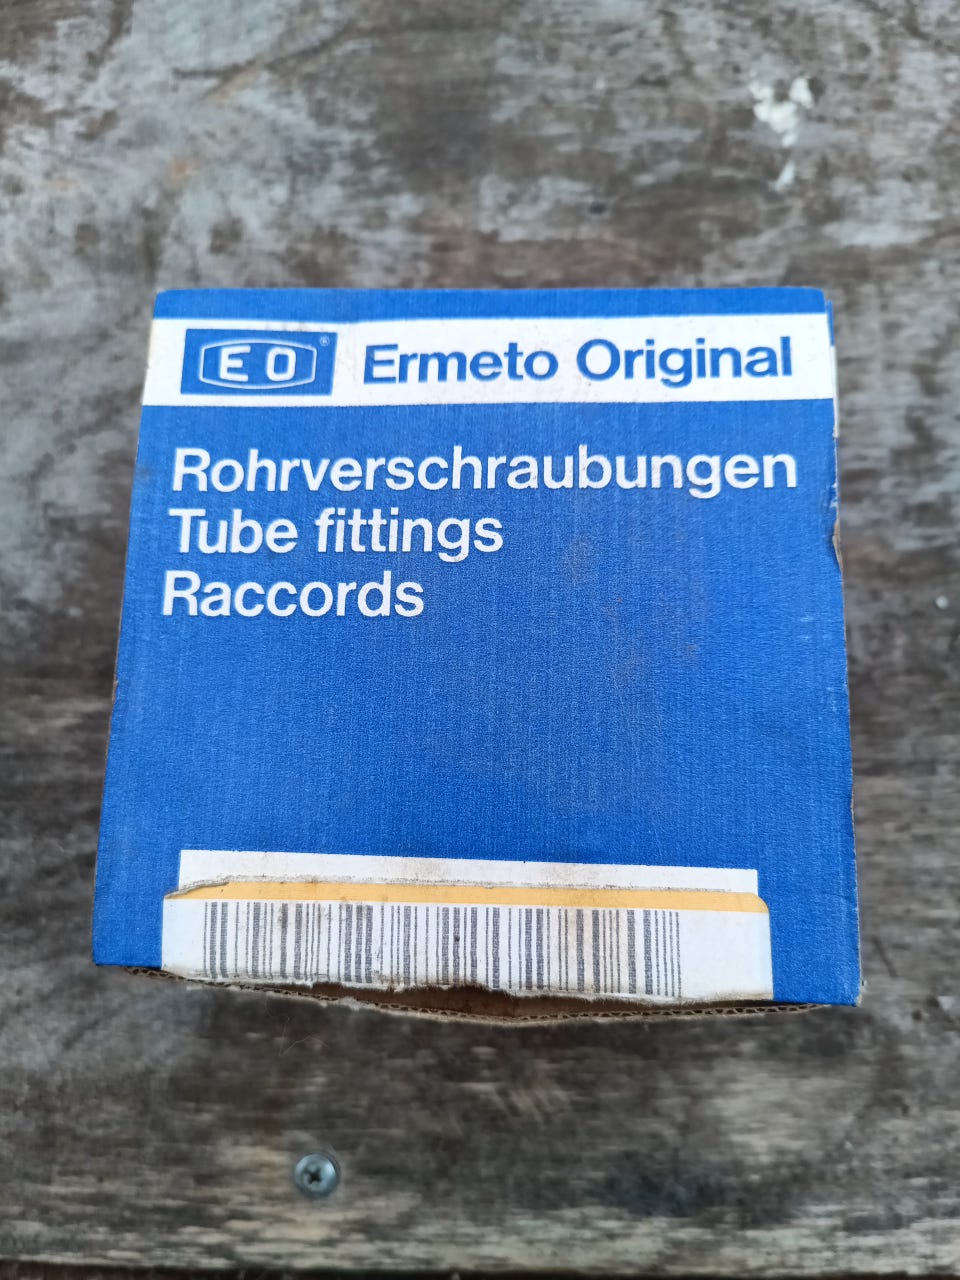 EO® Ermeto Original
Rohrverschraubungen
Tube fittings
Raccords